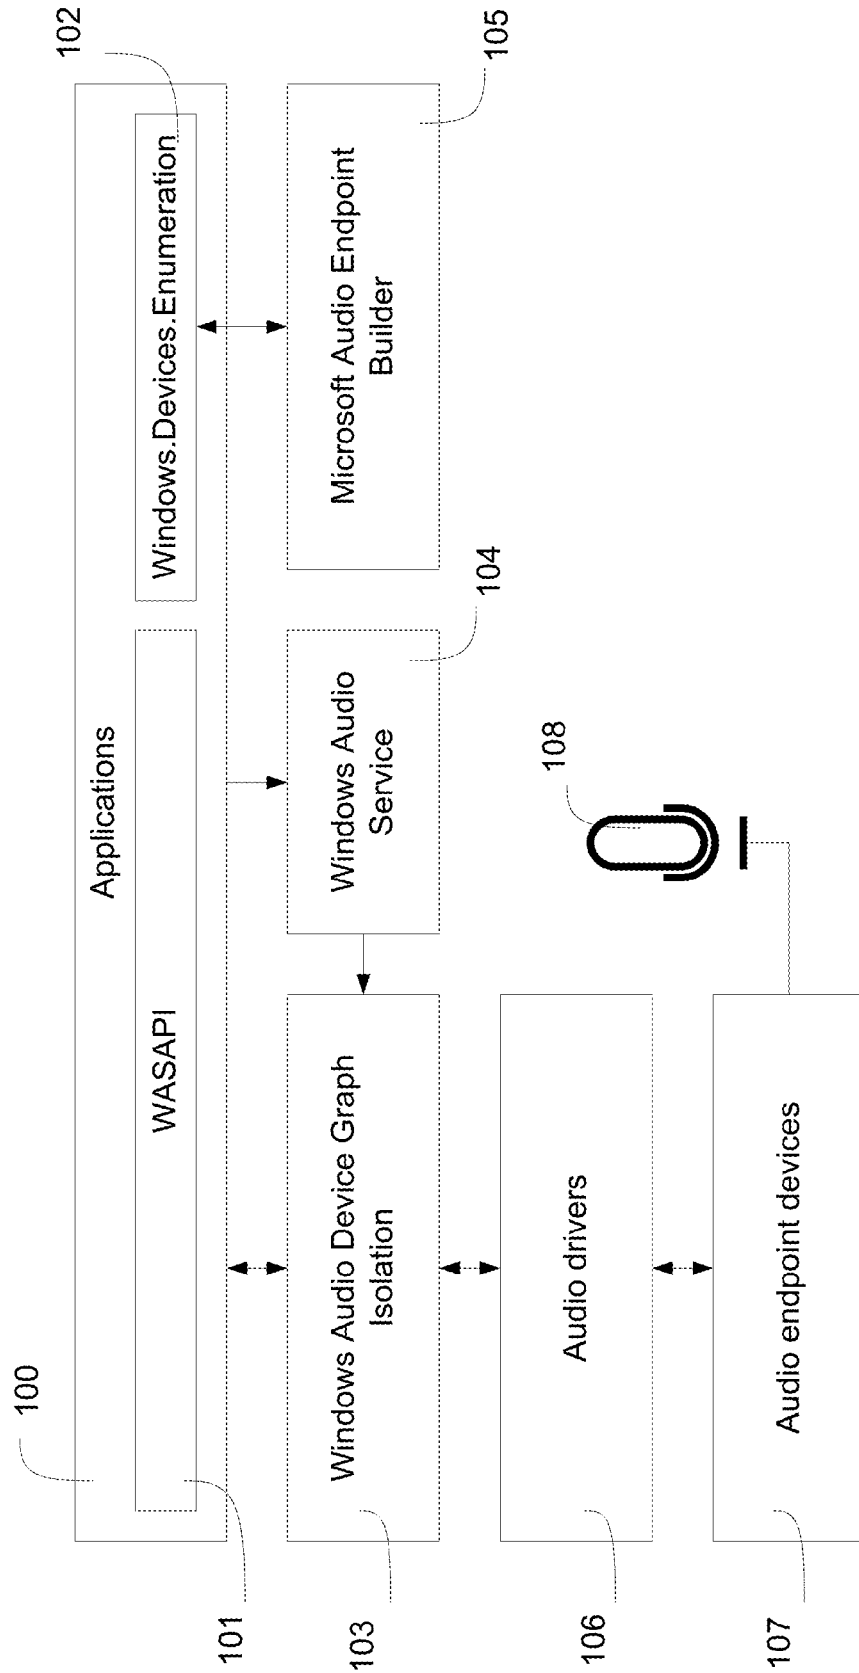 100
Applications
102
101
WASAPI
Windows.Devices.Enumeration
103
Windows Audio Device Graph
Isolation
Windows Audio
Service
104
Microsoft Audio Endpoint
Builder
105
106
Audio drivers
108
107
Audio endpoint devices